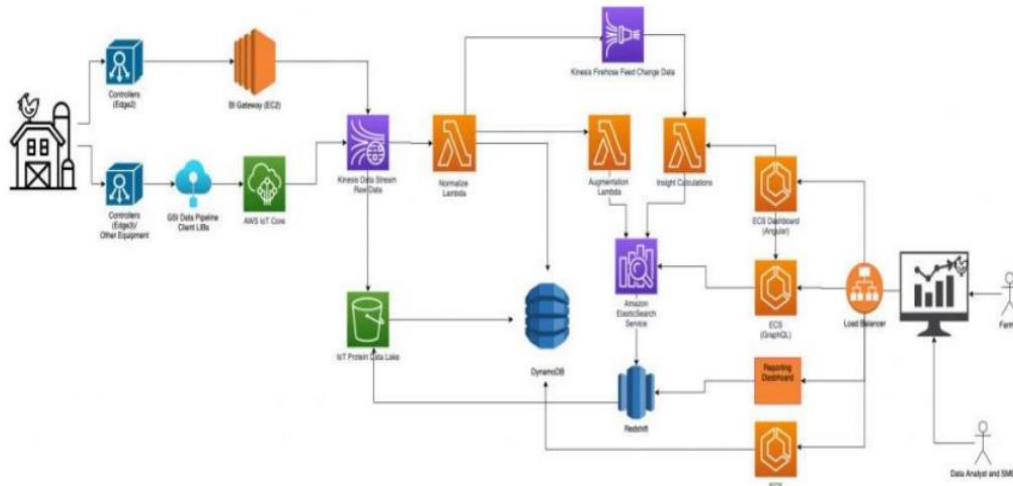 Kinesis Firehose Feed Change Data
Controllers
(Edge2)
BI Gateway (EC2)
Controllers
(Edge3)/
Other Equipment
GSI Data Pipeline
Client LIBs
AWS IoT Core
Kinesis Data Stream
Raw Data
Normalize
Lambda
Augmentation
Lambda
Insight Calculations
ECS Dashboard
(Angular)
Amazon
ElasticSearch
Service
ECS
(GraphQL)
Load Balancer
Farm
IoT Protein Data Lake
DynamoDB
Redshift
Reporting
Dashboard
Data Analyst and SME
ECS